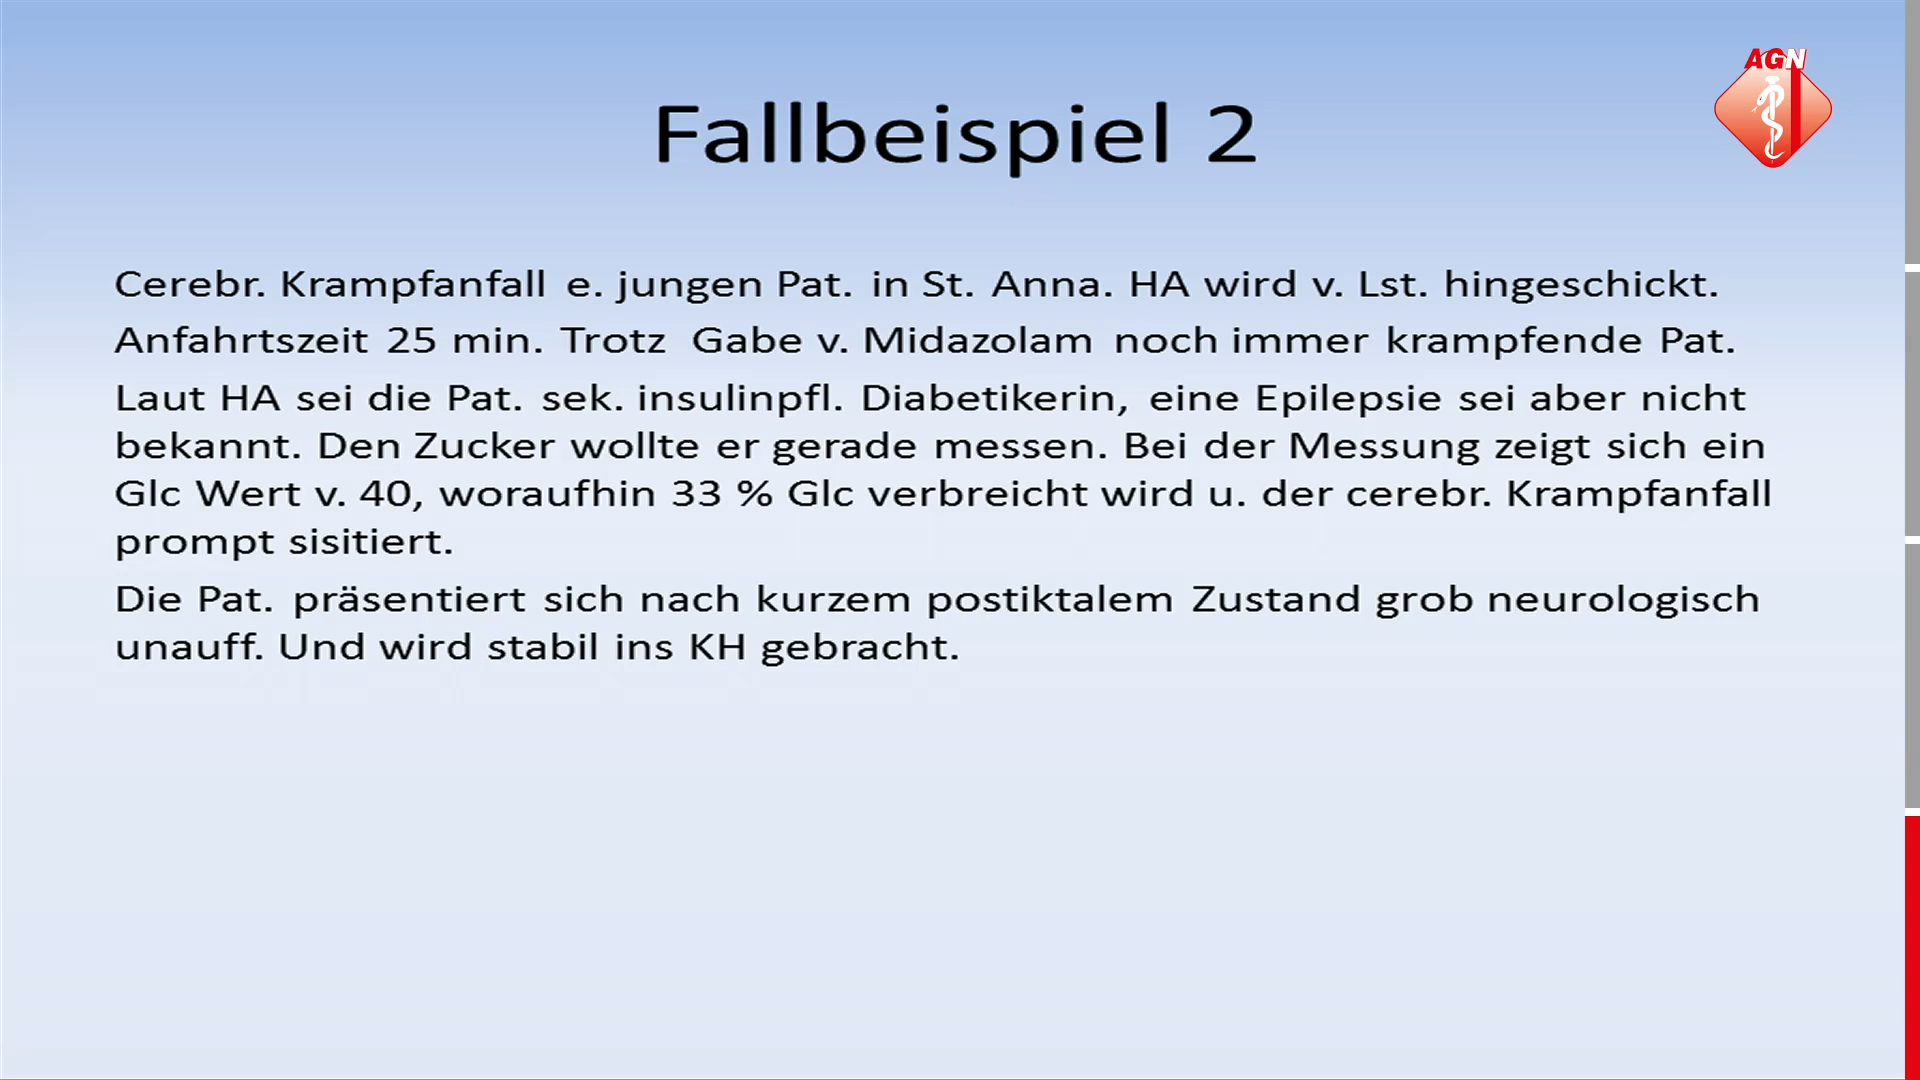 AGN
Fallbeispiel 2
Cerebr. Krampfanfall e. jungen Pat. in St. Anna. HA wird v. Lst. hingeschickt.
Anfahrtszeit 25 min. Trotz Gabe v. Midazolam noch immer krampfende Pat.
Laut HA sei die Pat. sek. insulinpfl. Diabetikerin, eine Epilepsie sei aber nicht
bekannt. Den Zucker wollte er gerade messen. Bei der Messung zeigt sich ein
Glc Wert v. 40, woraufhin 33 % Glc verbreicht wird u. der cerebr. Krampfanfall
prompt sisitiert.
Die Pat. präsentiert sich nach kurzem postiktalem Zustand grob neurologisch
unauff. Und wird stabil ins KH gebracht.